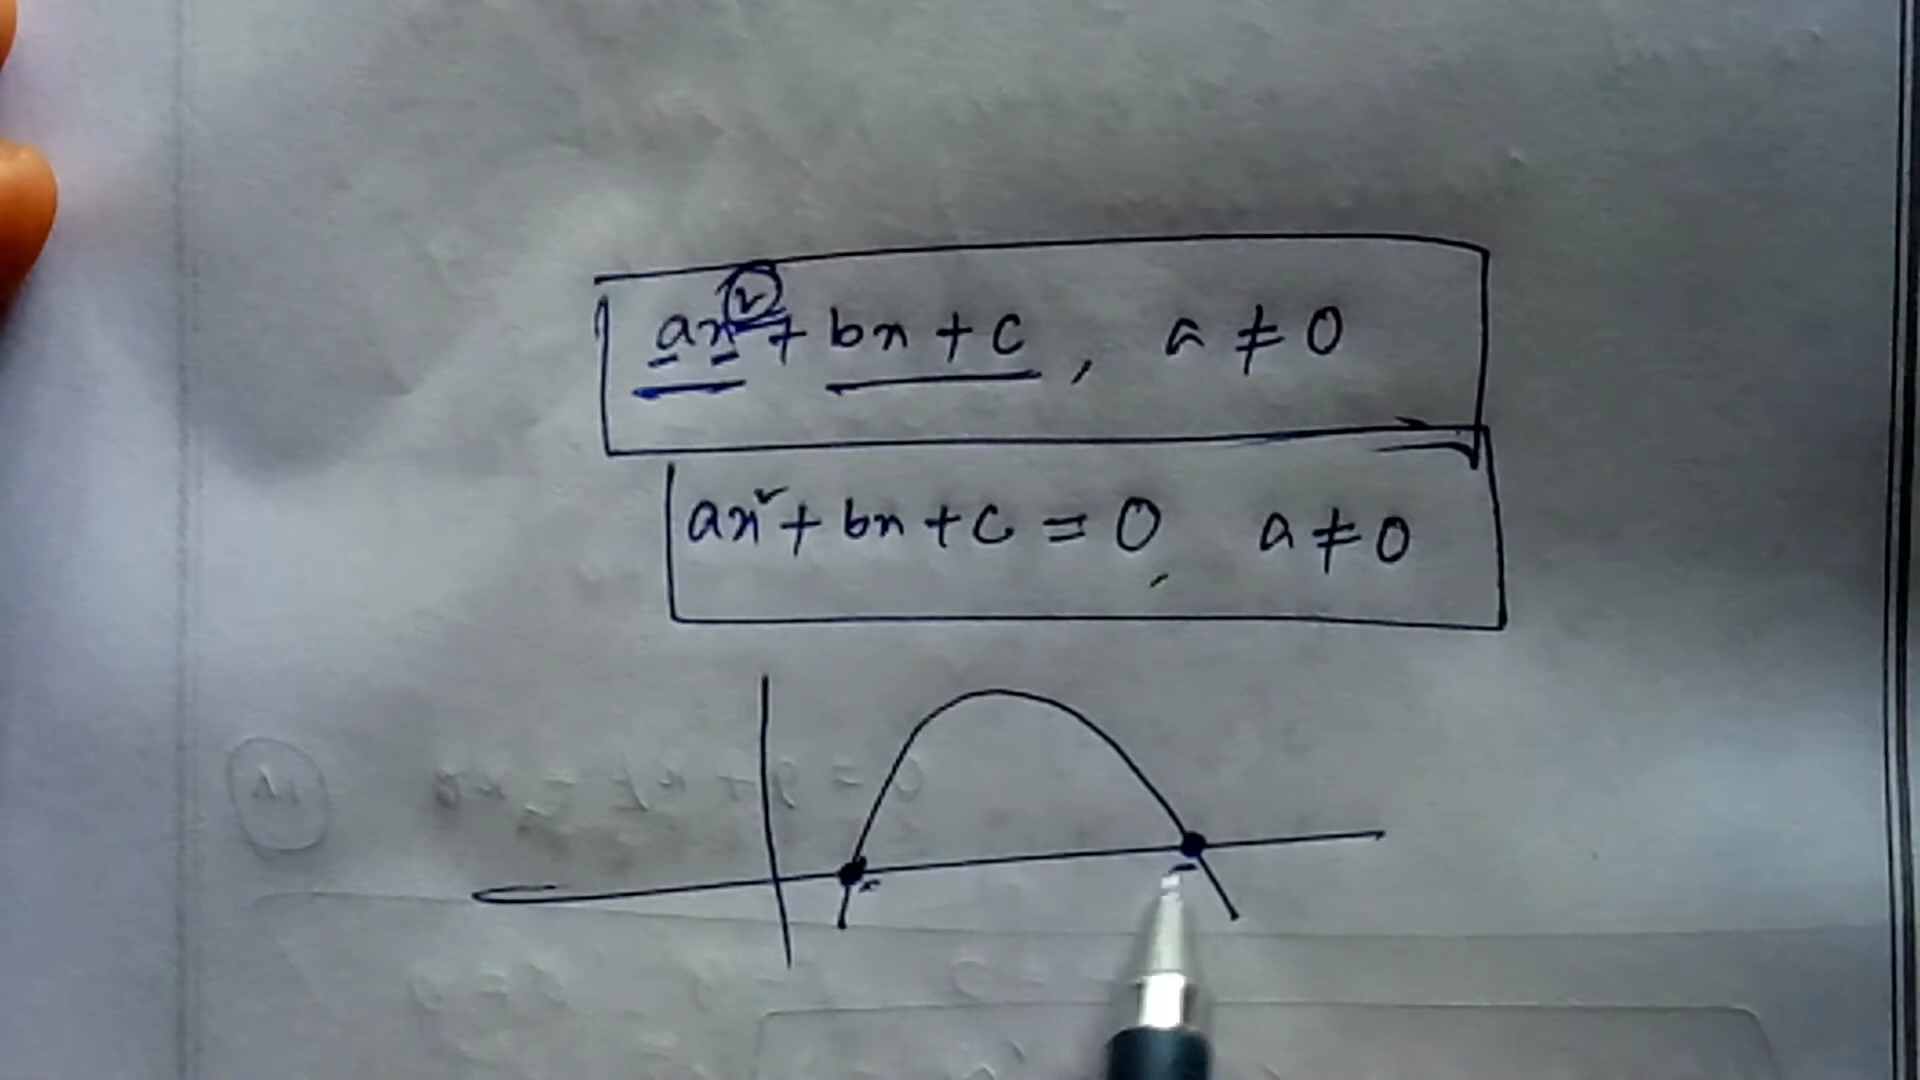 ax² + bx + c , a ≠ 0
ax² + bx + c = 0, a ≠ 0